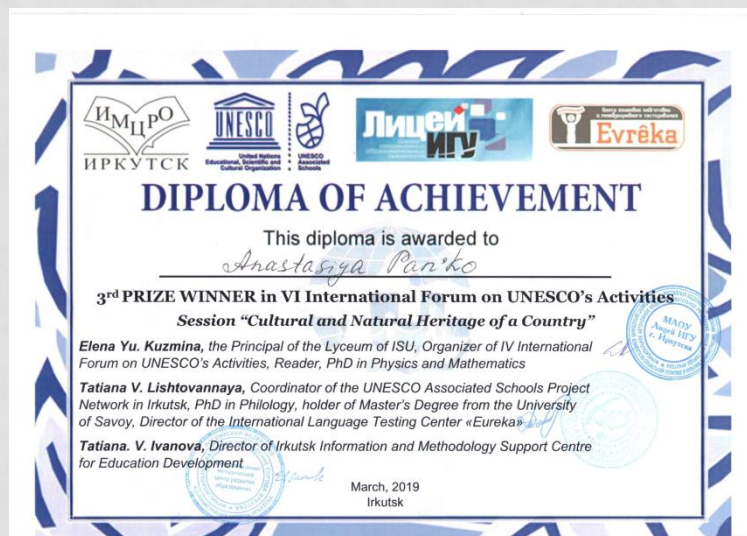 ИМЦРО
ИРКУТСК
UNESCO
United Nations
Educational, Scientific and
Cultural Organization
UNESCO
Associated
Schools
Лицей
ИГУ
Evrêka
DIPLOMA OF ACHIEVEMENT
This diploma is awarded to
Anastasiya Pan'ko
3rd PRIZE WINNER in VI International Forum on UNESCO's Activities
Session “Cultural and Natural Heritage of a Country”
Elena Yu. Kuzmina, the Principal of the Lyceum of ISU, Organizer of IV International
Forum on UNESCO's Activities, Reader, PhD in Physics and Mathematics
Tatiana V. Lishtovannaya, Coordinator of the UNESCO Associated Schools Project
Network in Irkutsk, PhD in Philology, holder of Master's Degree from the University
of Savoy, Director of the International Language Testing Center «Eureka»
Tatiana. V. Ivanova, Director of Irkutsk Information and Methodology Support Centre
for Education Development
МАОУ
Лицей ИГУ
г. Иркутска
March, 2019
Irkutsk